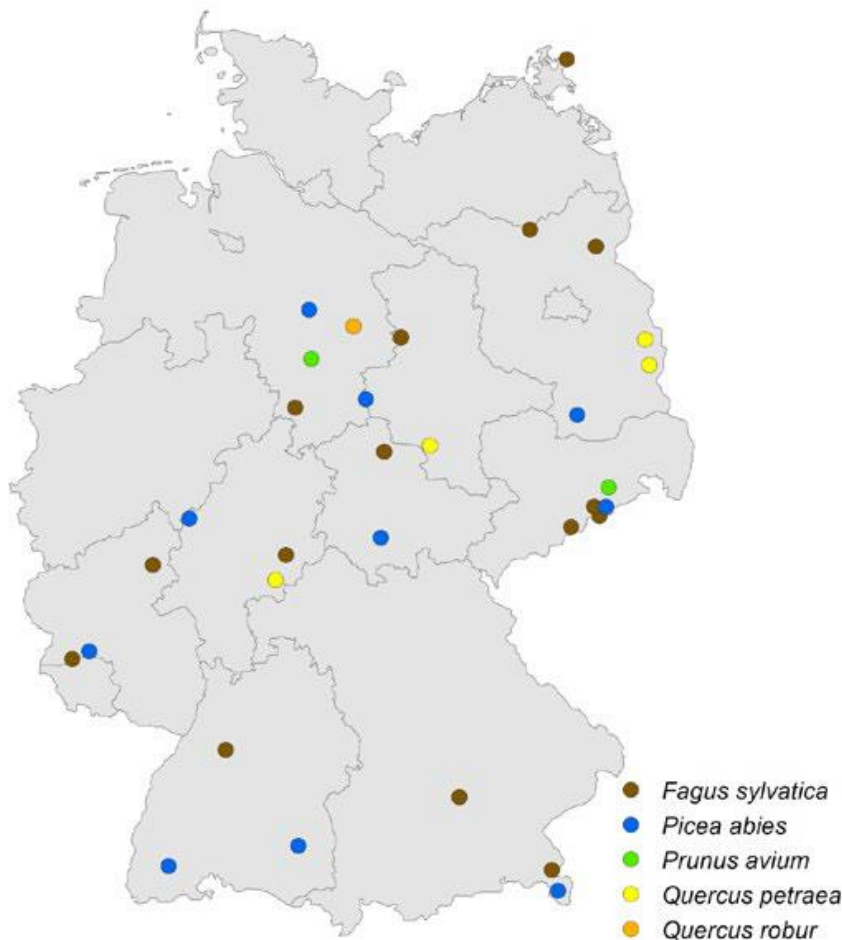 Fagus sylvatica
Picea abies
Prunus avium
Quercus petraea
Quercus robur